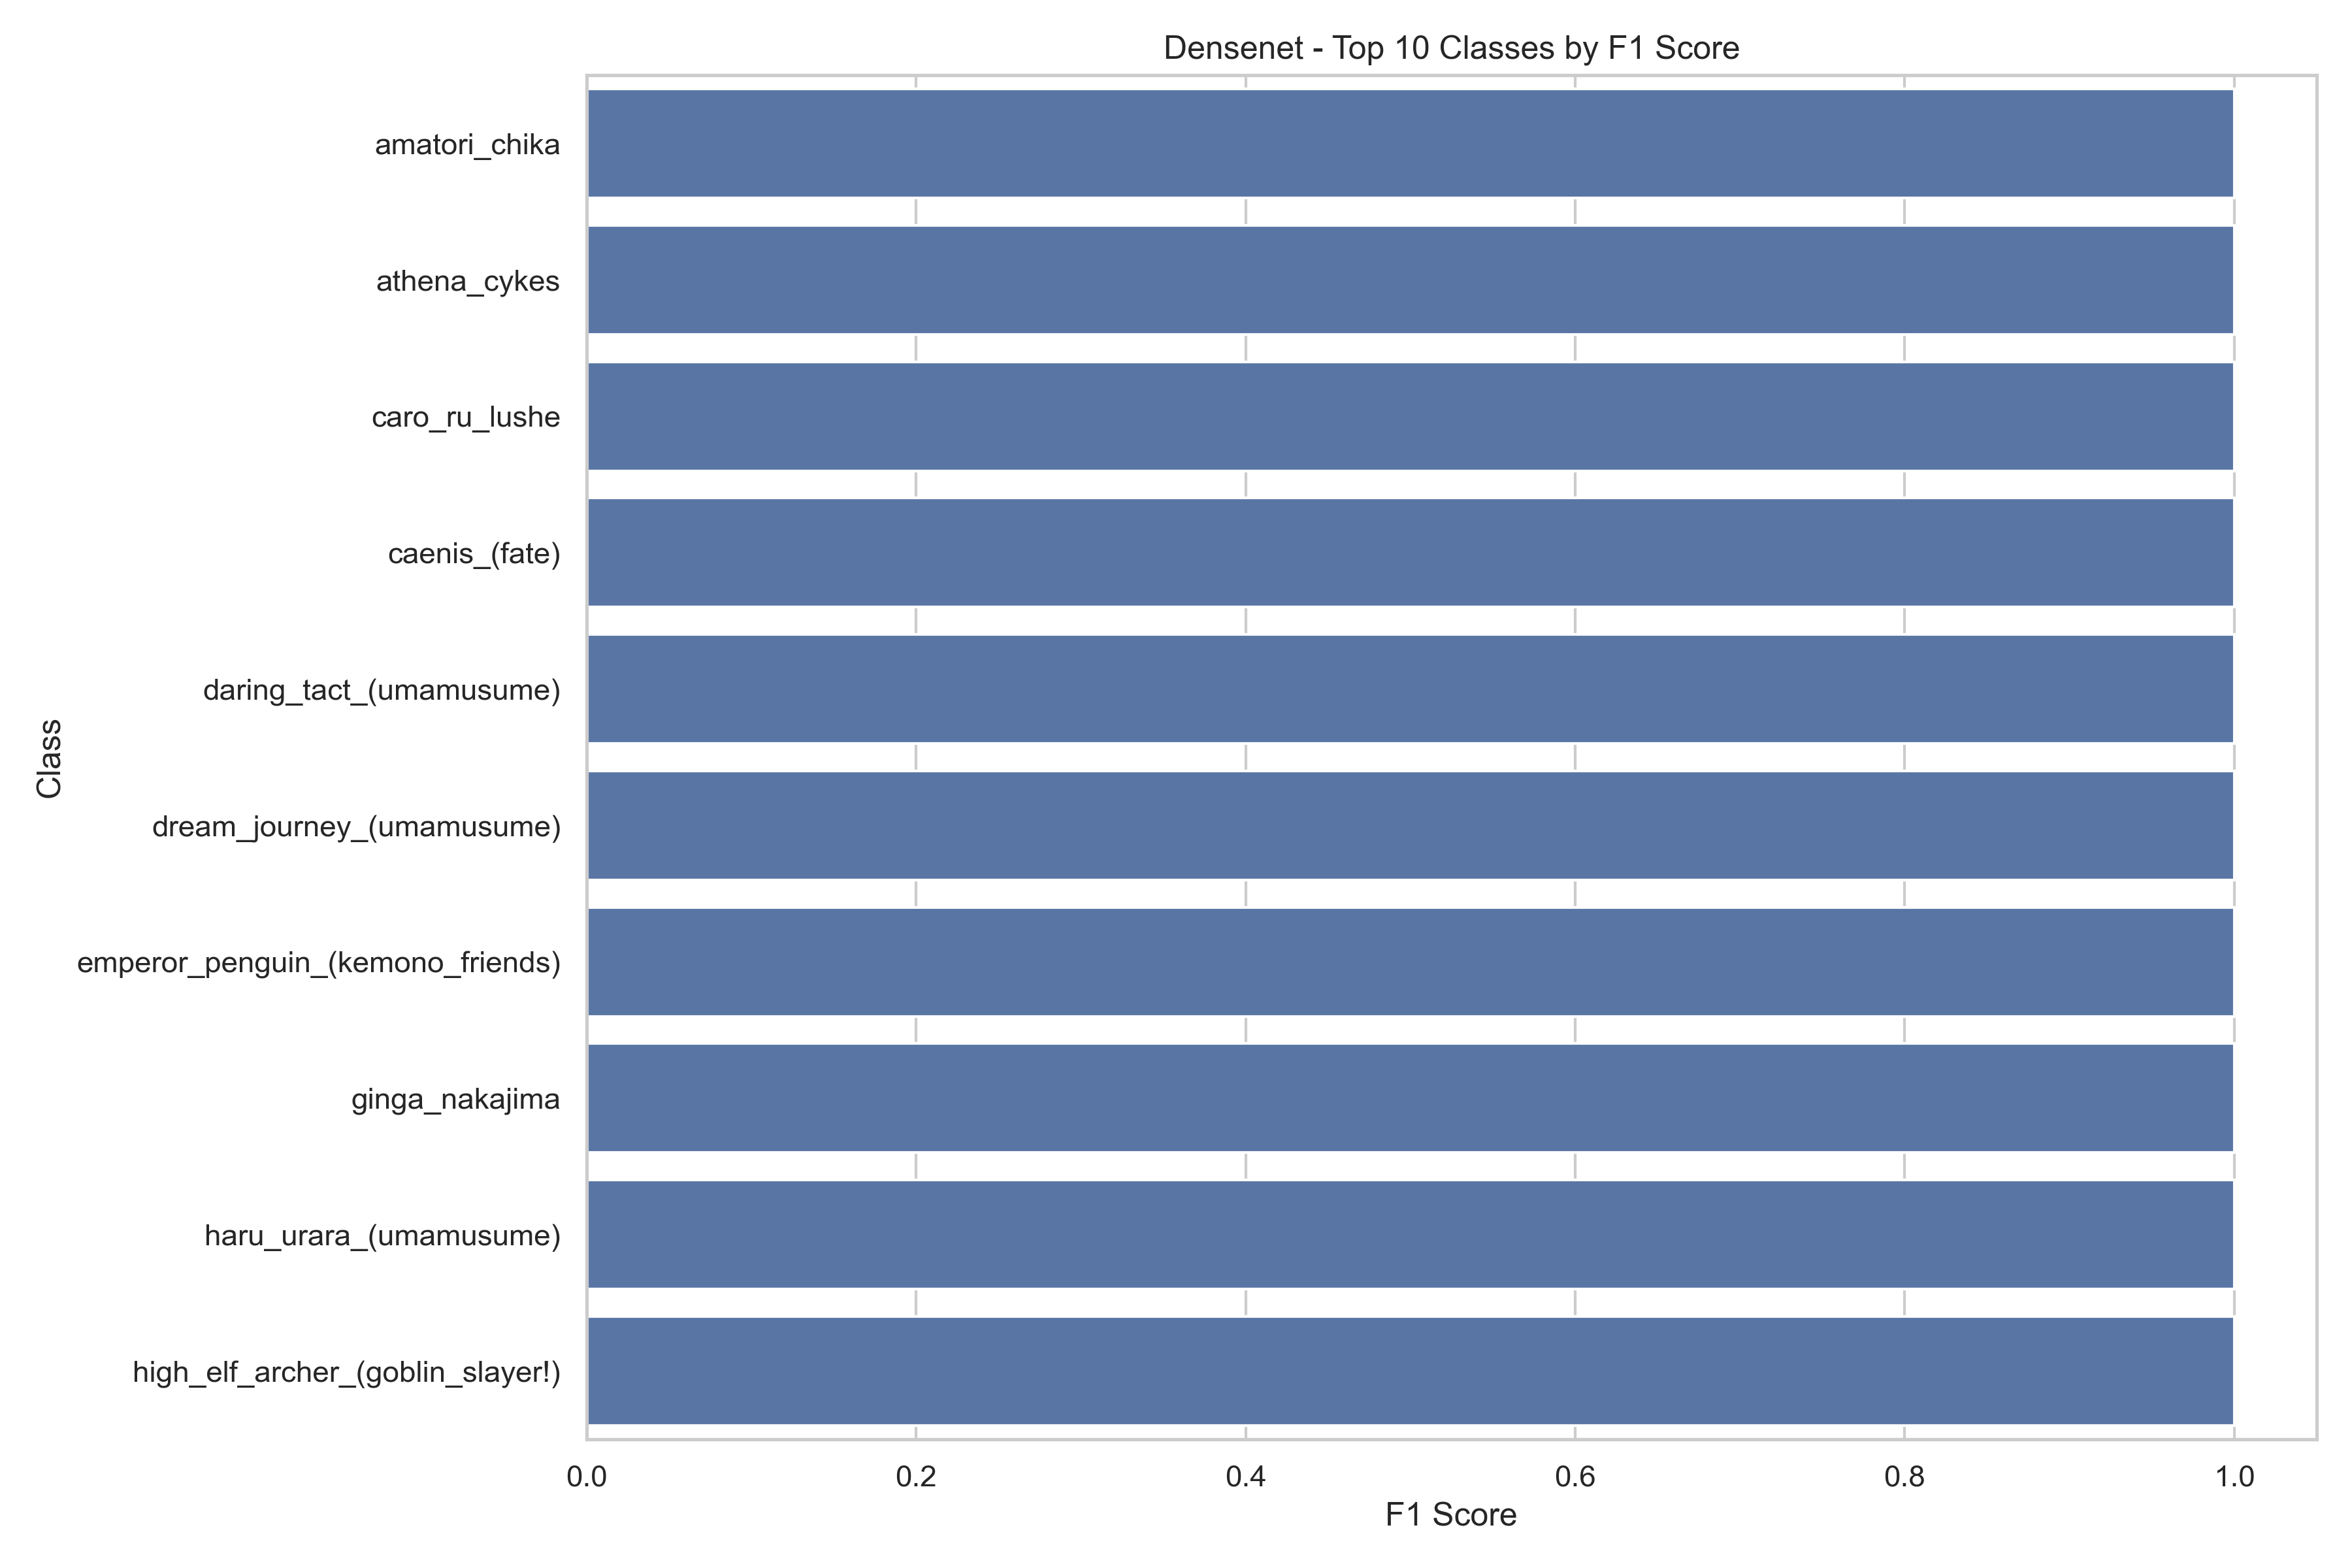 Densenet - Top 10 Classes by F1 Score
Class
amatori_chika
athena_cykes
caro_ru_lushe
caenis_(fate)
daring_tact_(umamusume)
dream_journey_(umamusume)
emperor_penguin_(kemono_friends)
ginga_nakajima
haru_urara_(umamusume)
high_elf_archer_(goblin_slayer!)
0.0 0.2 0.4 0.6 0.8 1.0
F1 Score